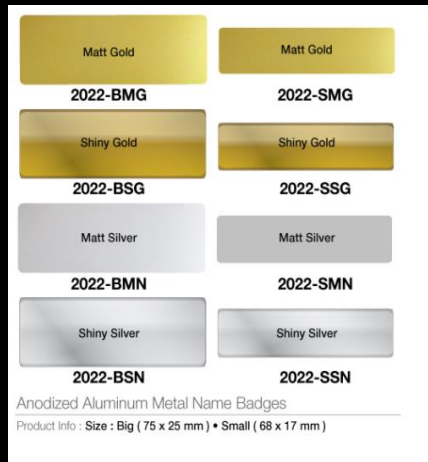 Matt Gold
Matt Gold
2022-BMG
2022-SMG
Shiny Gold
Shiny Gold
2022-BSG
2022-SSG
Matt Silver
Matt Silver
2022-BMN
2022-SMN
Shiny Silver
Shiny Silver
2022-BSN
2022-SSN
Anodized Aluminum Metal Name Badges
Product Info : Size : Big ( 75 x 25 mm ) • Small ( 68 x 17 mm )